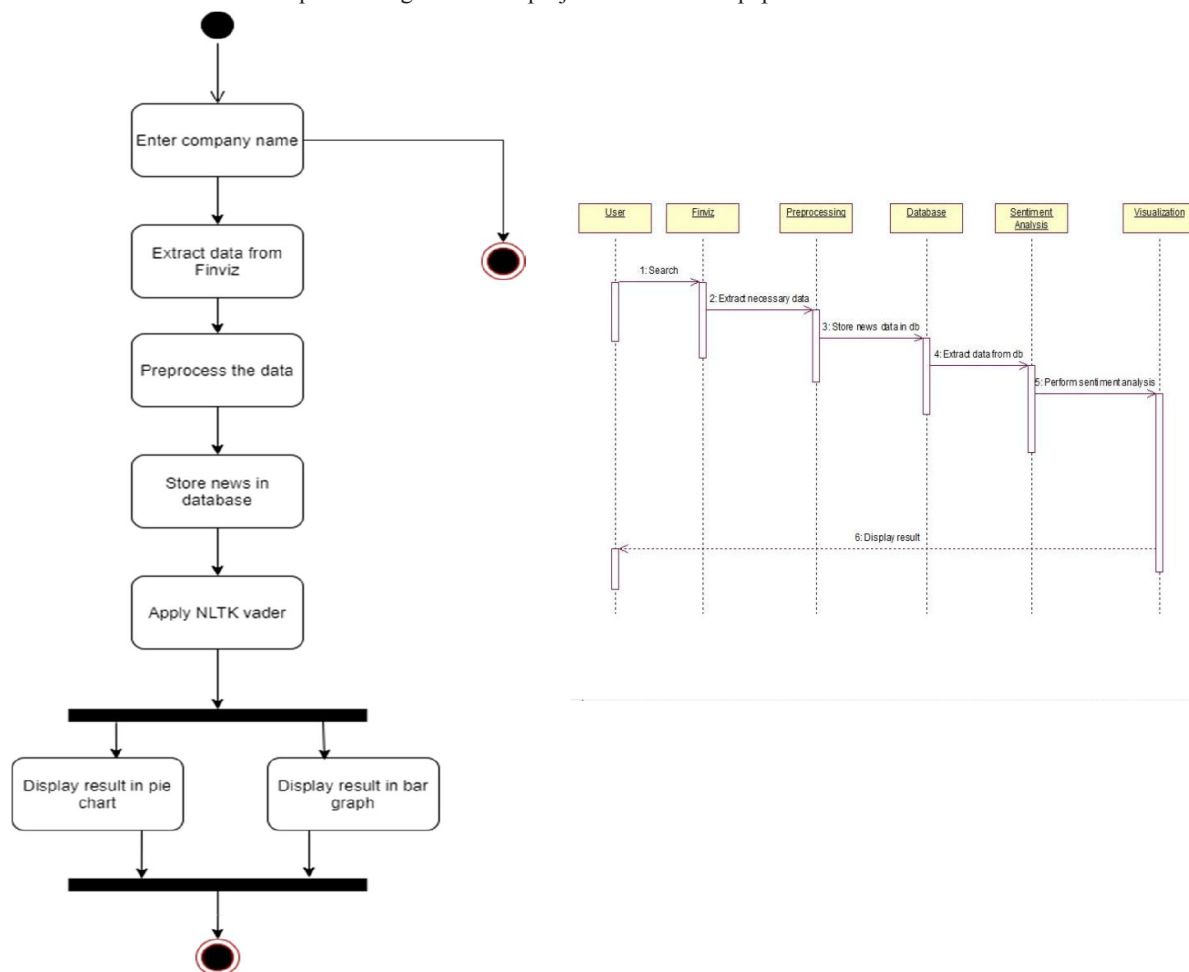 Enter company name
Extract data from
Finviz
Preprocess the data
Store news in
database
Apply NLTK vader
Display result in pie
chart
Display result in bar
graph
User
Finviz
Preprocessing
Database
Sentiment
Analysis
Visualization
1: Search
2: Extract necessary data
3: Store news data in db
4: Extract data from db
5: Perform sentiment analysis
6: Display result